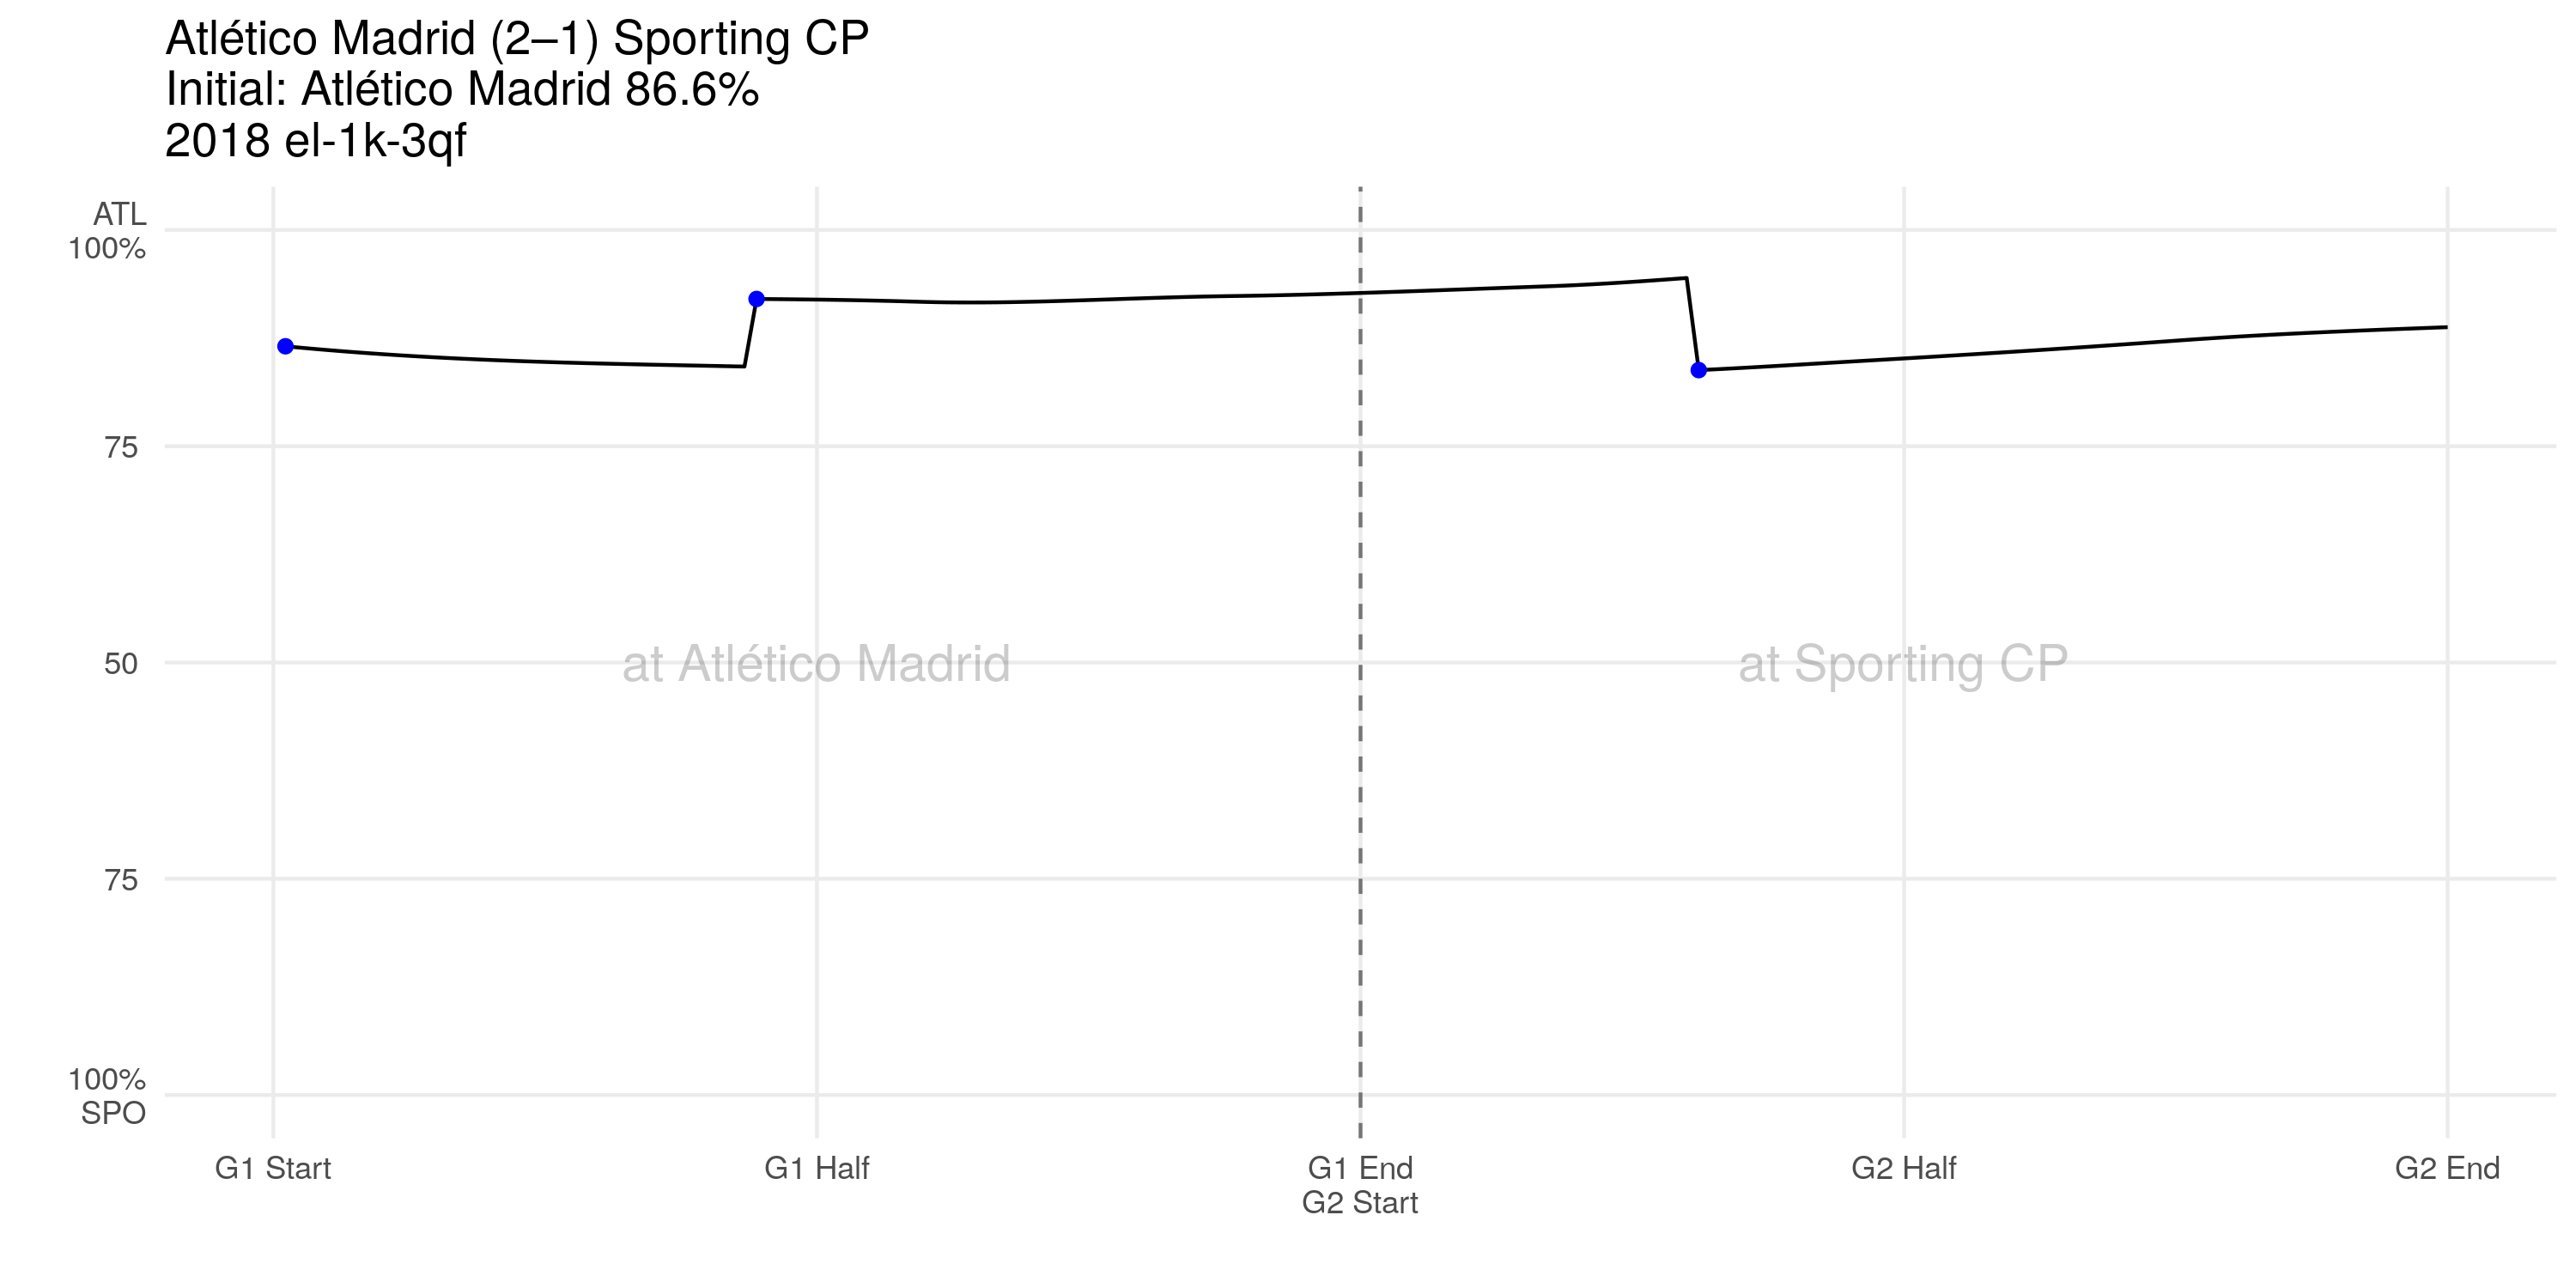 Atlético Madrid (2–1) Sporting CP
Initial: Atlético Madrid 86.6%
2018 el-1k-3qf
ATL
100%
75
50
75
100%
SPO
at Atlético Madrid
at Sporting CP
G1 Start
G1 Half
G1 End
G2 Start
G2 Half
G2 End